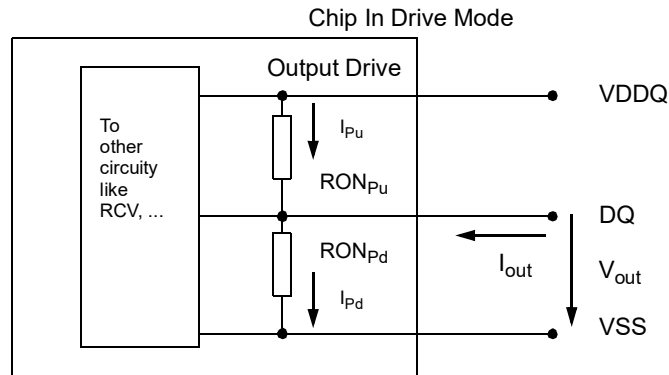 Chip In Drive Mode
Output Drive
VDDQ
To
other
circuity
like
RCV, ...
IPu
RONPu
DQ
RONPd
Iout
Vout
IPd
VSS